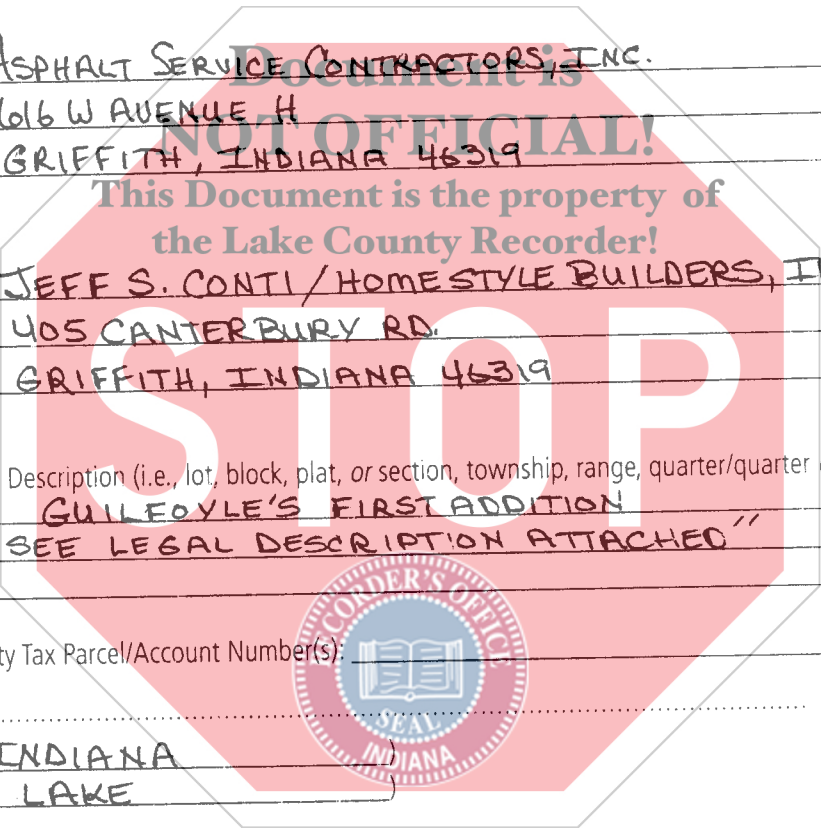 ASPHALT SERVICE CONTRACTORS, INC.
Document is
1616 W AVENUE H
NOT OFFICIAL!
GRIFFITH, INDIANA 46319
This Document is the property of
the Lake County Recorder!
JEFF S. CONTI/HOMESTYLE BUILDERS, I
405 CANTERBURY RD.
GRIFFITH, INDIANA 46319
STOP
Description (i.e., lot, block, plat, or section, township, range, quarter/quarter
GUILFOYLE'S FIRST ADDITION
SEE LEGAL DESCRIPTION ATTACHED"
RECORDER'S OFFICE
ty Tax Parcel/Account Number(s):
SEAL
INDIANA
INDIANA )
LAKE )